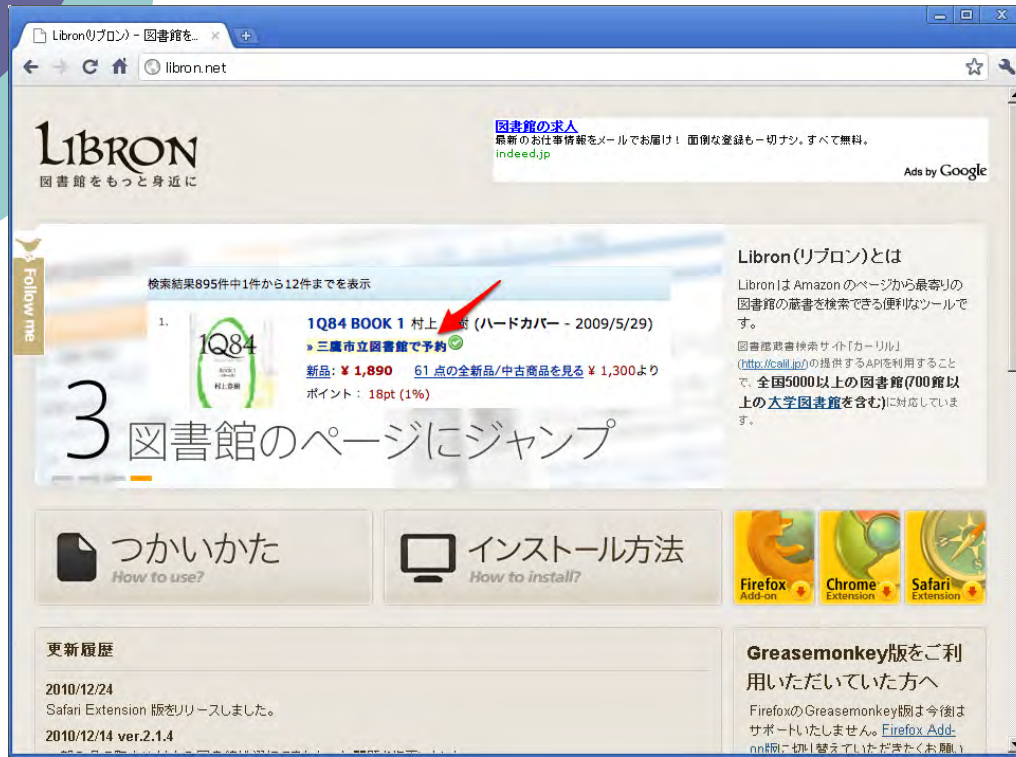 Libron(リブロン) - 図書館を...
libron.net
LIBRON
図書館をもっと身近に
図書館の求人
最新のお仕事情報をメールでお届け! 面倒な登録も一切ナシ。すべて無料。
indeed.jp
Ads by Google
Follow me
検索結果895件中1件から12件までを表示
1.
1Q84
BOOK 1
村上春樹
1Q84 BOOK 1 村上 樹 (ハードカバー - 2009/5/29)
» 三鷹市立図書館で予約
新品: ¥ 1,890 61 点の全新品/中古商品を見る ¥ 1,300より
ポイント: 18pt (1%)
3 図書館のページにジャンプ
Libron(リブロン)とは
Libron は Amazon のページから最寄りの
図書館の蔵書を検索できる便利なツールで
す。
図書館蔵書検索サイト「カーリル」
(http://calil.jp/)の提供するAPIを利用すること
で、全国5000以上の図書館(700館以
上の大学図書館を含む)に対応していま
す。
つかいかた
How to use?
インストール方法
How to install?
Firefox
Add-on
Chrome
Extension
Safari
Extension
更新履歴
2010/12/24
Safari Extension 版をリリースしました。
2010/12/14 ver.2.1.4
Greasemonkey版をご利
用いただいていた方へ
FirefoxのGreasemonkey版は今後は
サポートいたしません。Firefox Add-
on版に切り替えていただきたくお願い